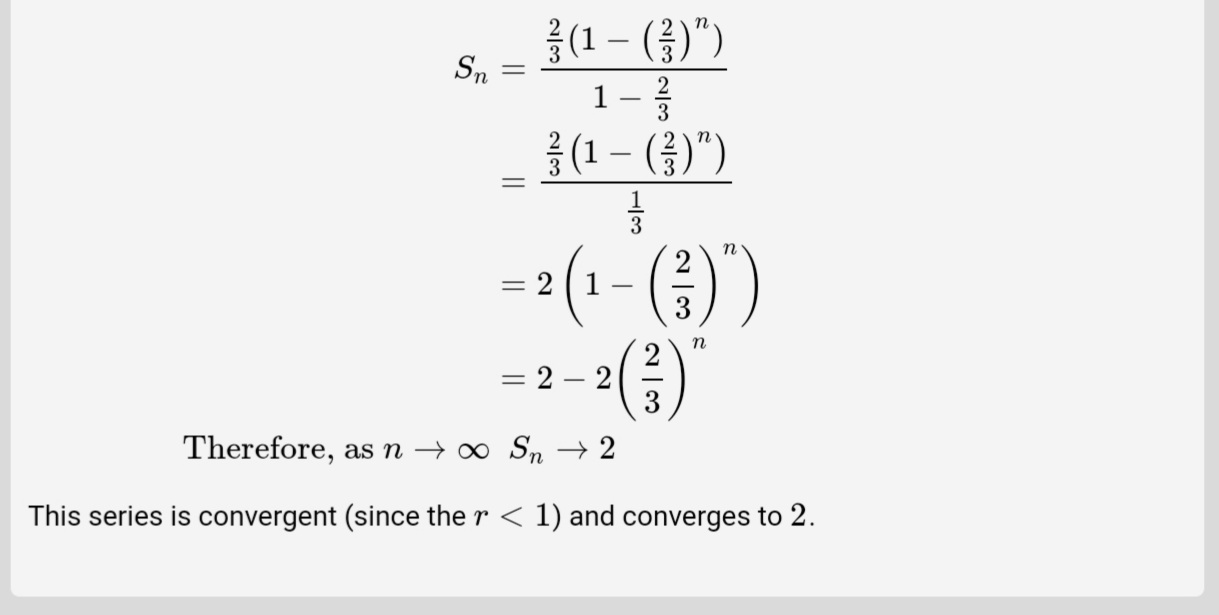 $S_n = \frac{\frac{2}{3}(1 - (\frac{2}{3})^n)}{1 - \frac{2}{3}}$
$= \frac{\frac{2}{3}(1 - (\frac{2}{3})^n)}{\frac{1}{3}}$
$= 2\left(1 - \left(\frac{2}{3}\right)^n\right)$
$= 2 - 2\left(\frac{2}{3}\right)^n$
Therefore, as $n \to \infty$ $S_n \to 2$
This series is convergent (since the $r < 1$) and converges to 2.